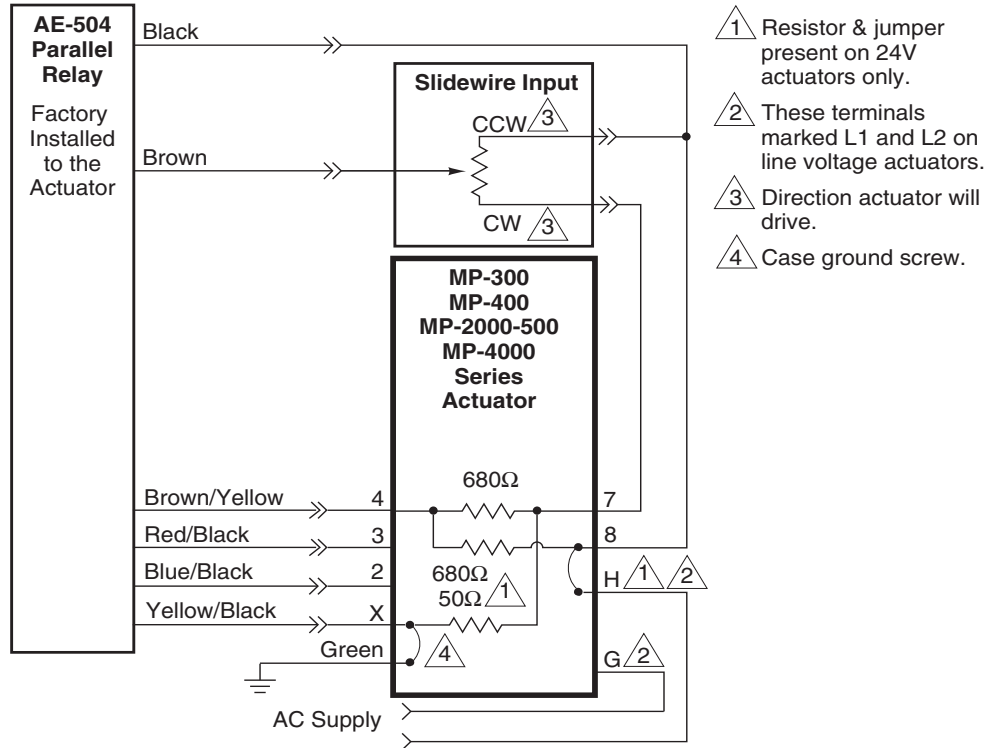 AE-504
Parallel
Relay
Factory
Installed
to the
Actuator
Black
Brown
Slidewire Input
CCW 3
CW 3
MP-300
MP-400
MP-2000-500
MP-4000
Series
Actuator
680Ω
Brown/Yellow
4
7
Red/Black
3
8
Blue/Black
2
680Ω
50Ω 1
H 1 2
Yellow/Black
X
Green
4
G 2
AC Supply
1 Resistor & jumper
present on 24V
actuators only.
2 These terminals
marked L1 and L2 on
line voltage actuators.
3 Direction actuator will
drive.
4 Case ground screw.